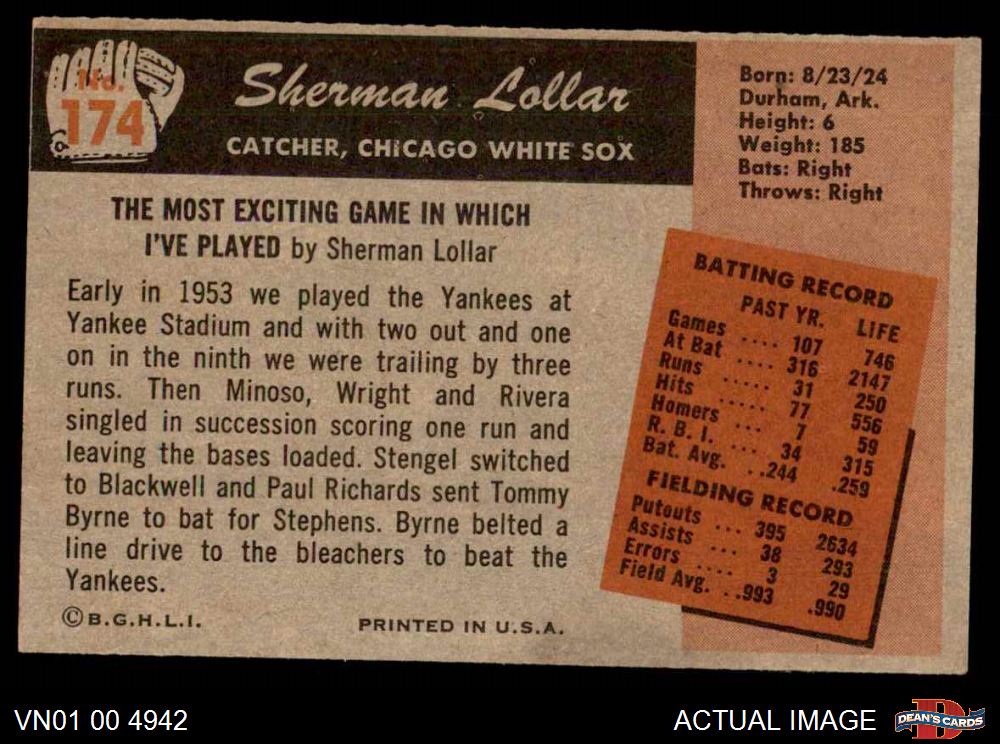 No.
174
Sherman Lollar
CATCHER, CHICAGO WHITE SOX
Born: 8/23/24
Durham, Ark.
Height: 6
Weight: 185
Bats: Right
Throws: Right
THE MOST EXCITING GAME IN WHICH
I'VE PLAYED by Sherman Lollar
Early in 1953 we played the Yankees at
Yankee Stadium and with two out and one
on in the ninth we were trailing by three
runs. Then Minoso, Wright and Rivera
singled in succession scoring one run and
leaving the bases loaded. Stengel switched
to Blackwell and Paul Richards sent Tommy
Byrne to bat for Stephens. Byrne belted a
line drive to the bleachers to beat the
Yankees.
©B.G.H.L.I.
PRINTED IN U.S.A.
BATTING RECORD
PAST YR. LIFE
Games .... 107 746
At Bat .... 316 2147
Runs ..... 31 250
Hits ..... 77 556
Homers .... 7 59
R. B. I. ... 34 315
Bat. Avg. ...244 .259
FIELDING RECORD
Putouts ... 395 2634
Assists ... 38 293
Errors .... 3 29
Field Avg. ...993 .990
VN01 00 4942
ACTUAL IMAGE
D
DEAN'S CARDS